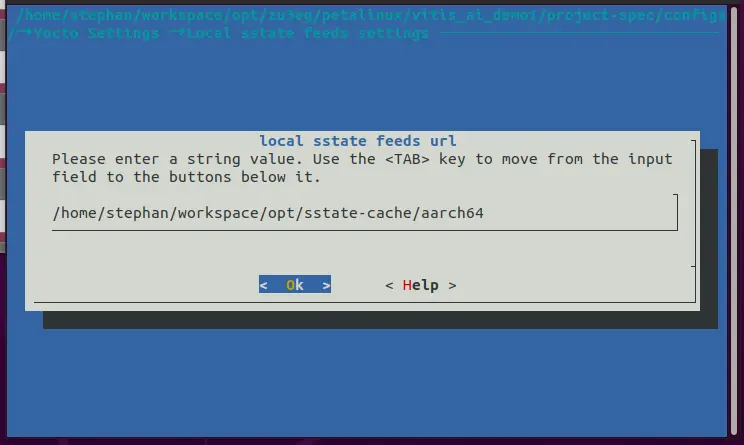 /home/stephan/workspace/opt/zu3eg/petalinux/vitis_ai_demo1/project-spec/configs
/ → Yocto Settings → Local sstate feeds settings
local sstate feeds url
Please enter a string value. Use the <TAB> key to move from the input
field to the buttons below it.
/home/stephan/workspace/opt/sstate-cache/aarch64
< Ok > < Help >